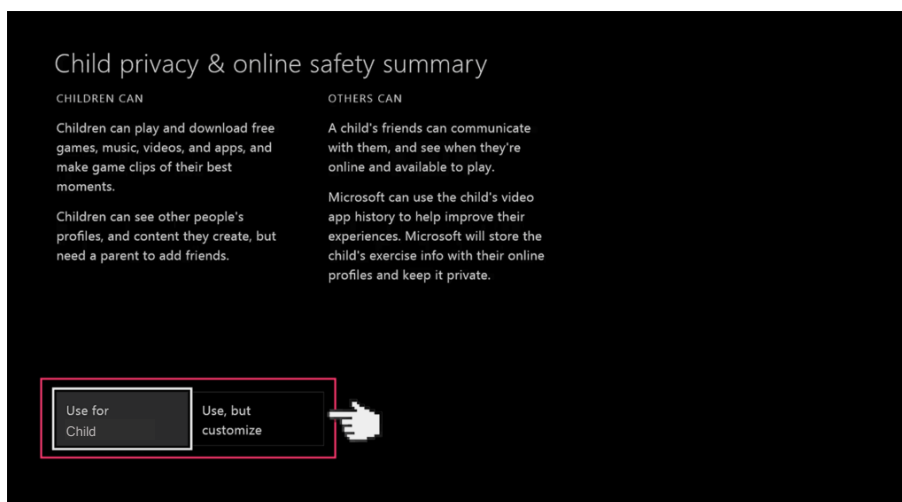 Child privacy & online safety summary
CHILDREN CAN
Children can play and download free
games, music, videos, and apps, and
make game clips of their best
moments.
Children can see other people's
profiles, and content they create, but
need a parent to add friends.
OTHERS CAN
A child's friends can communicate
with them, and see when they're
online and available to play.
Microsoft can use the child's video
app history to help improve their
experiences. Microsoft will store the
child's exercise info with their online
profiles and keep it private.
Use for
Child
Use, but
customize